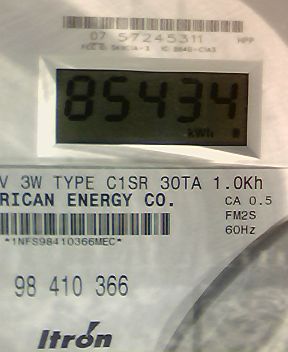 07 57245311 HPP
85434
kWh
V 3W TYPE C1SR 30TA 1.0Kh
RICAN ENERGY CO. CA 0.5
FM2S
*1NFS98410366MEC* 60Hz
98 410 366
Itron